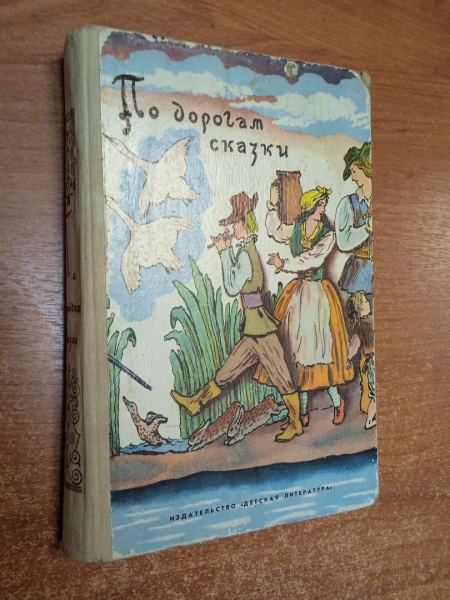 По дорогам
сказки
ИЗДАТЕЛЬСТВО «ДЕТСКАЯ ЛИТЕРАТУРА»